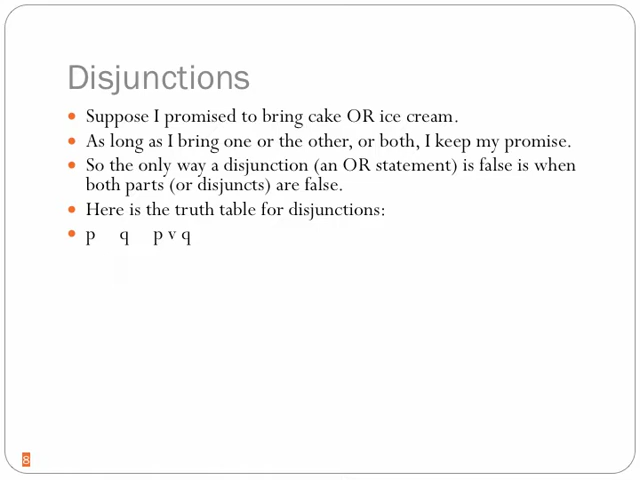 Disjunctions
• Suppose I promised to bring cake OR ice cream.
• As long as I bring one or the other, or both, I keep my promise.
• So the only way a disjunction (an OR statement) is false is when
both parts (or disjuncts) are false.
• Here is the truth table for disjunctions:
• p q p v q
8